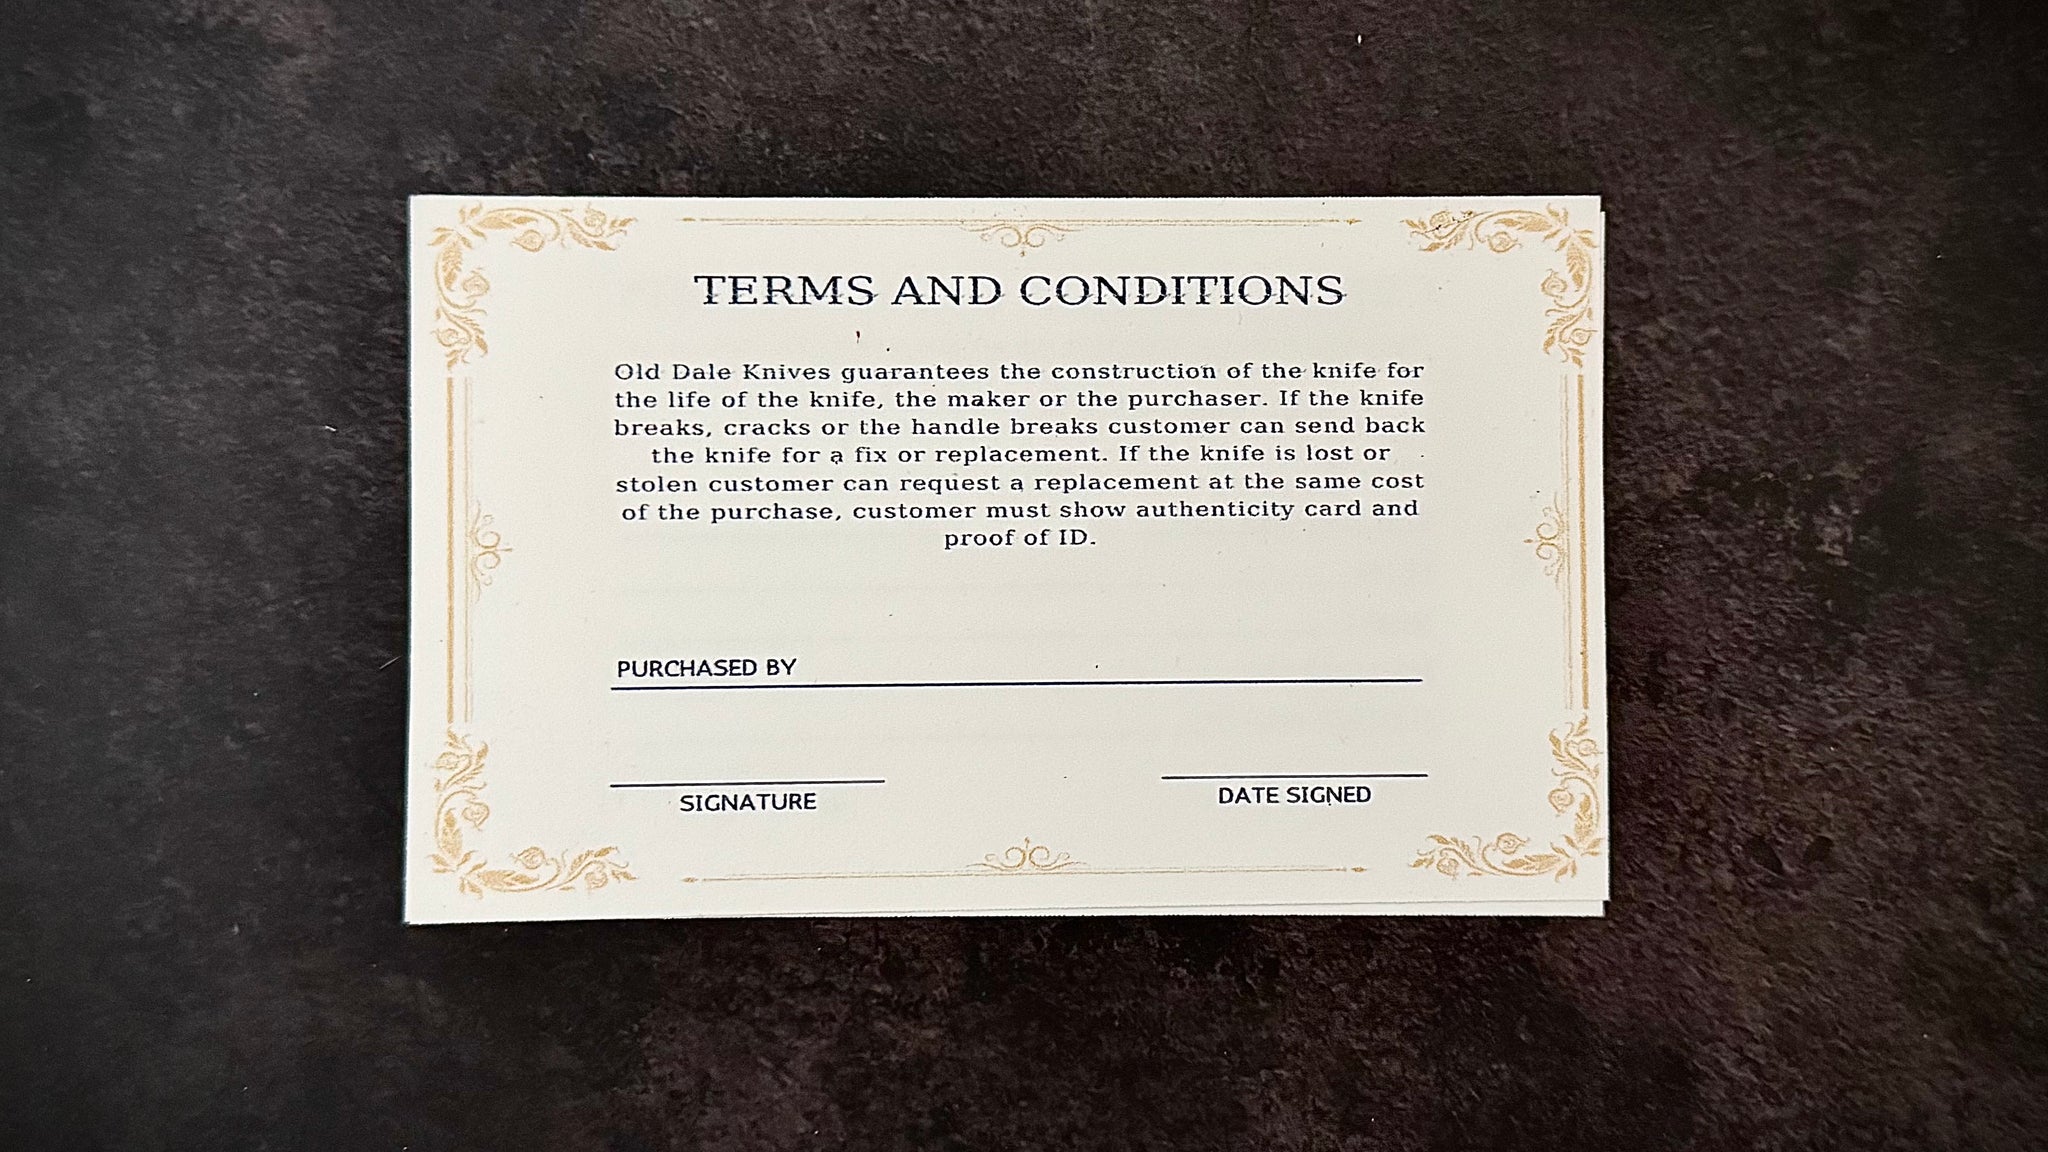 TERMS AND CONDITIONS
Old Dale Knives guarantees the construction of the knife for
the life of the knife, the maker or the purchaser. If the knife
breaks, cracks or the handle breaks customer can send back
the knife for a fix or replacement. If the knife is lost or
stolen customer can request a replacement at the same cost
of the purchase, customer must show authenticity card and
proof of ID.
PURCHASED BY
SIGNATURE
DATE SIGNED